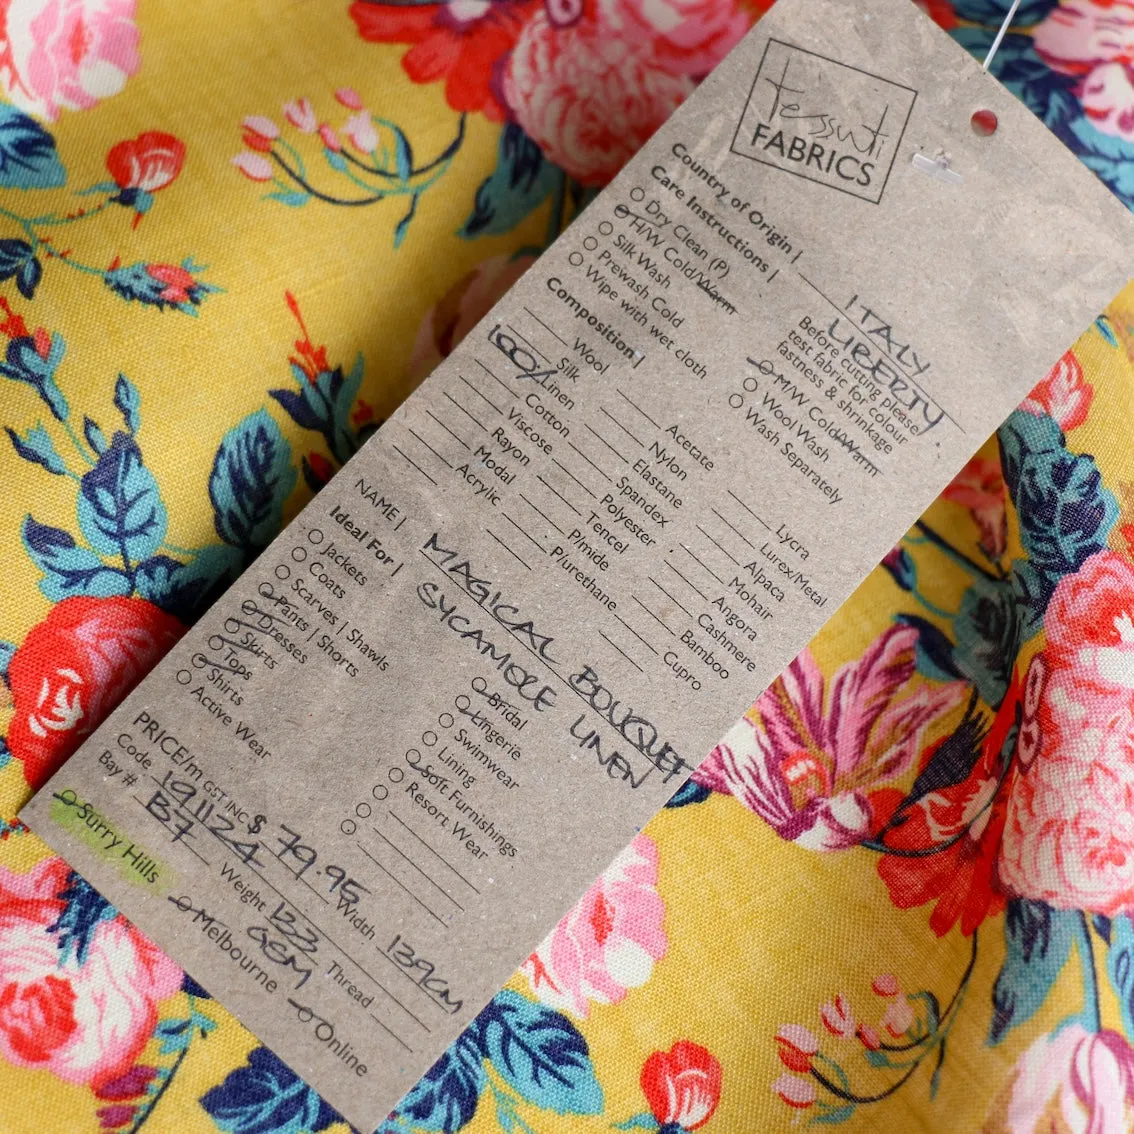 tessuti
FABRICS
Country of Origin | ITALY
LIBERTY
Care Instructions |
Dry Clean (P)
H/W Cold/Warm
Silk Wash
Prewash Cold
Wipe with wet cloth
Before cutting please
test fabric for colour
fastness & shrinkage
M/W Cold/Warm
Wool Wash
Wash Separately
Composition |
Wool
Silk
100% Linen
Cotton
Viscose
Rayon
Modal
Acrylic
Acetate
Nylon
Elastane
Spandex
Polyester
Tencel
P/mide
P/urethane
Lycra
Lurex/Metal
Alpaca
Mohair
Angora
Cashmere
Bamboo
Cupro
NAME | MAGICAL BOUQUET
SYCAMORE LINEN
Ideal For |
Jackets
Coats
Scarves | Shawls
Pants | Shorts
Dresses
Skirts
Tops
Shirts
Active Wear
Bridal
Lingerie
Swimwear
Lining
Soft Furnishings
Resort Wear
PRICE/m GST INC $ 79.95
Code 191124 Width 139cm
Bay # B7 Weight 133 GSM Thread
Surry Hills Melbourne Online